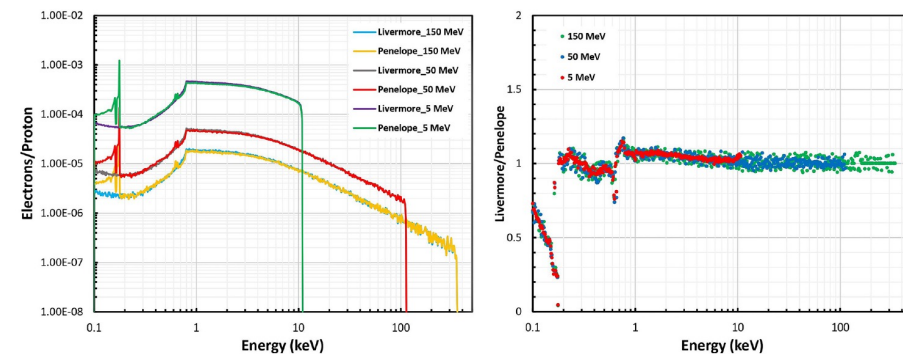 1.00E-02
1.00E-03
1.00E-04
1.00E-05
1.00E-06
1.00E-07
1.00E-08
Electrons/Proton
Livermore_150 MeV
Penelope_150 MeV
Livermore_50 MeV
Penelope_50 MeV
Livermore_5 MeV
Penelope_5 MeV
0.1
1
10
100
Energy (keV)
2
1.5
1
0.5
0
Livermore/Penelope
150 MeV
50 MeV
5 MeV
0.1
1
10
100
Energy (keV)